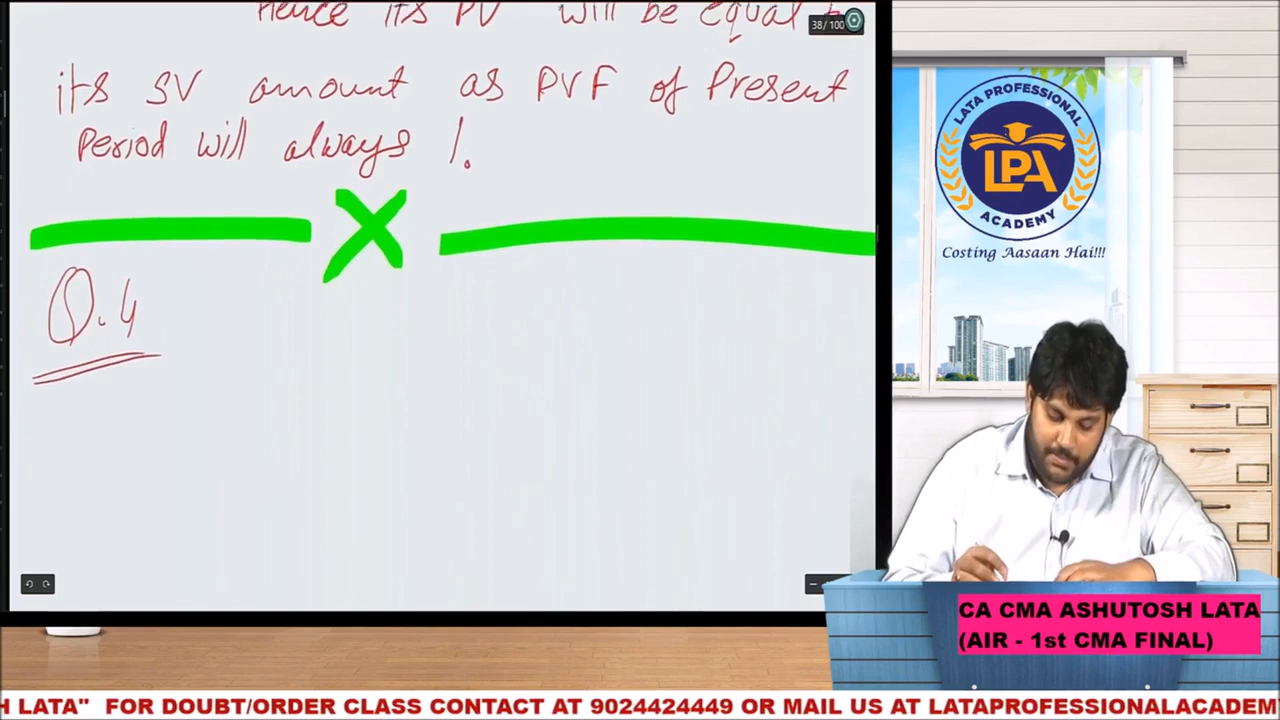 Hence its PV will be equal
38/100
its SV amount as PVF of Present
Period will always 1.
X
Q.4
LATA PROFESSIONAL
LPA
ACADEMY
Costing Aasaan Hai!!!
CA CMA ASHUTOSH LATA
(AIR - 1st CMA FINAL)
H LATA" FOR DOUBT/ORDER CLASS CONTACT AT 9024424449 OR MAIL US AT LATAPROFESSIONALACADEM